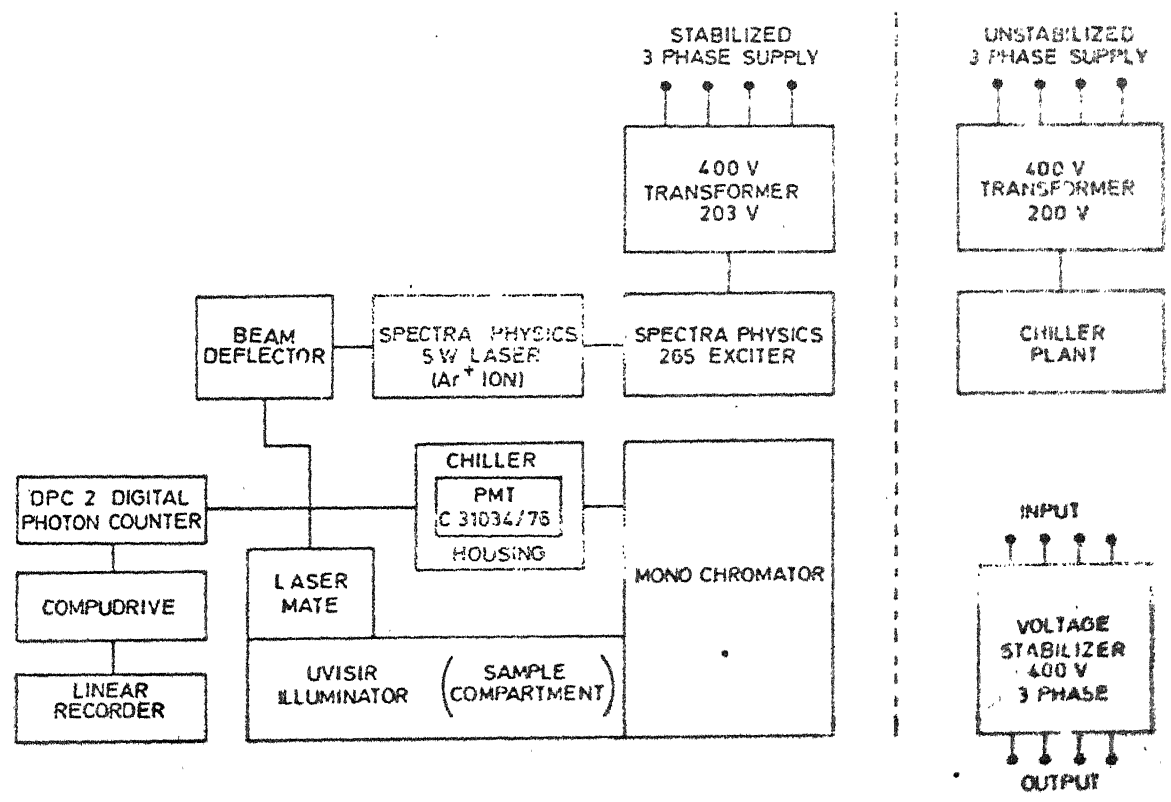 STABILIZED
3 PHASE SUPPLY
UNSTABILIZED
3 PHASE SUPPLY
400 V
TRANSFORMER
203 V
400 V
TRANSFORMER
200 V
BEAM
DEFLECTOR
SPECTRA PHYSICS
5 W LASER
(Ar+ ION)
SPECTRA PHYSICS
265 EXCITER
CHILLER
PLANT
DPC 2 DIGITAL
PHOTON COUNTER
CHILLER
PMT
C 31034/76
HOUSING
MONO CHROMATOR
INPUT
COMPUDRIVE
LASER
MATE
VOLTAGE
STABILIZER
400 V
3 PHASE
LINEAR
RECORDER
UVISIR
ILLUMINATOR
(SAMPLE
COMPARTMENT)
OUTPUT